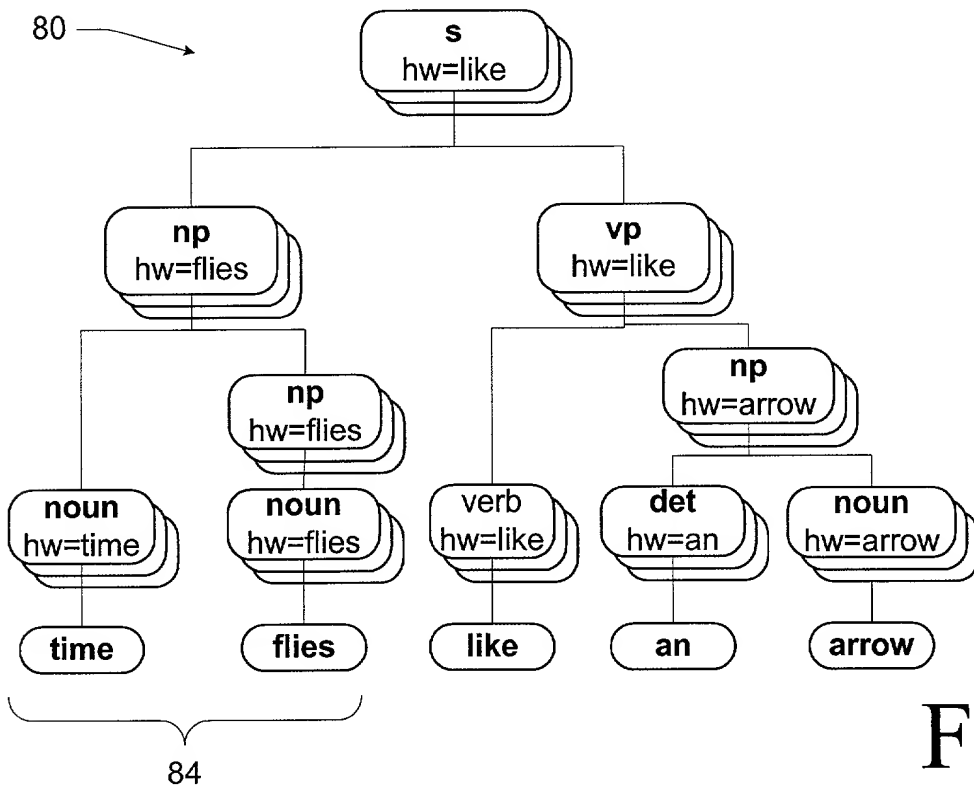 80
s
hw=like
np
hw=flies
vp
hw=like
np
hw=flies
np
hw=arrow
noun
hw=time
noun
hw=flies
verb
hw=like
det
hw=an
noun
hw=arrow
time
flies
like
an
arrow
84
F